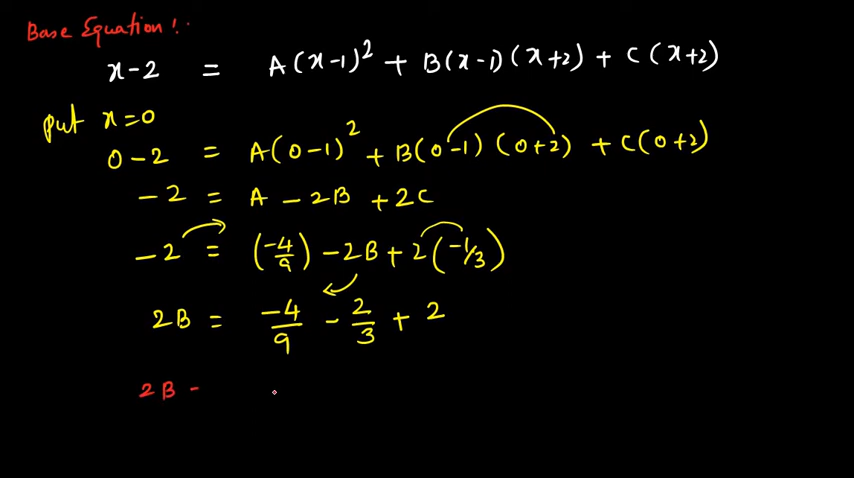 Base Equation !..
x-2 = A(x-1)² + B(x-1)(x+2) + C(x+2)
put x=0
0-2 = A(0-1)² + B(0-1)(0+2) + C(0+2)
-2 = A - 2B + 2C
-2 = (-4/9) - 2B + 2(-1/3)
2B = -4/9 - 2/3 + 2
2B -